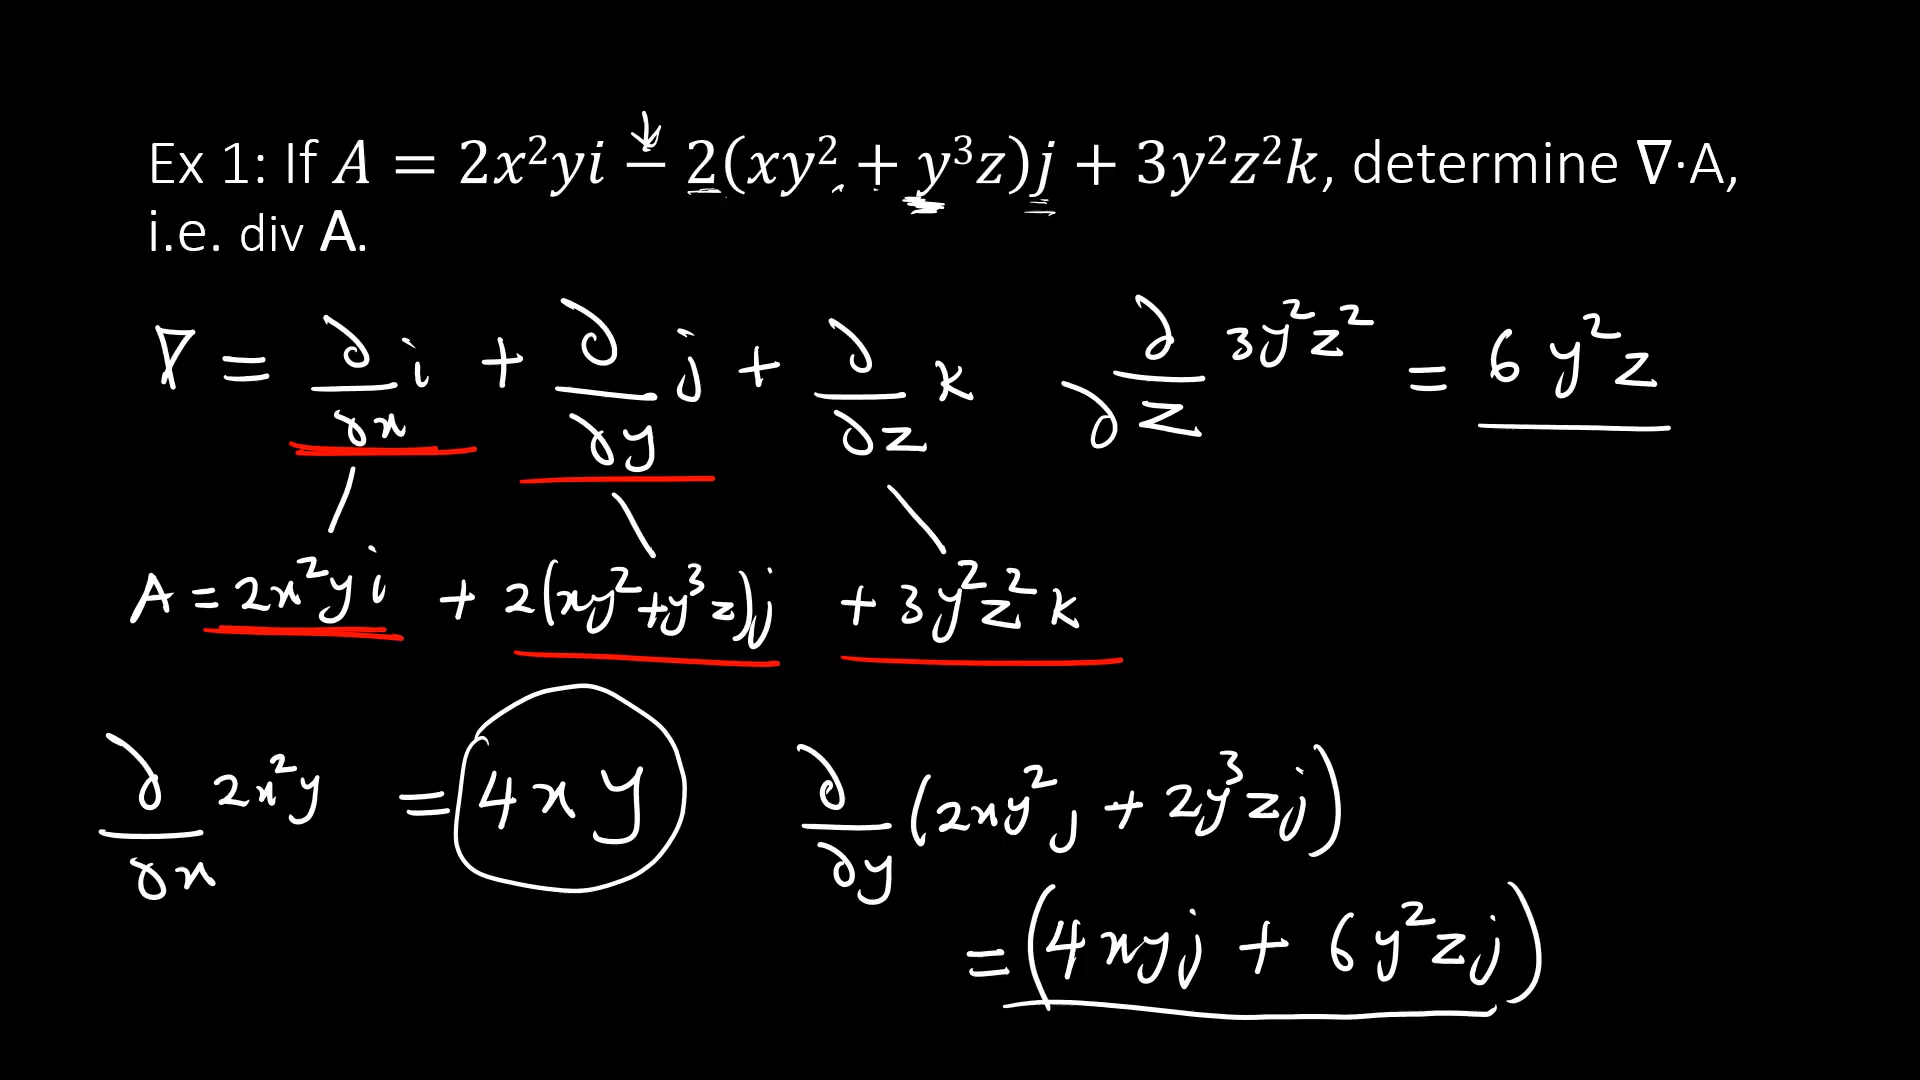 Ex 1: If A = 2x²yi − 2(xy² + y³z)j + 3y²z²k, determine ∇·A,
i.e. div A.
∇ = ∂/∂x i + ∂/∂y j + ∂/∂z k
∂/∂z 3y²z² = 6y²z
A = 2x²yi + 2(xy²+y³z)j + 3y²z²k
∂/∂x 2x²y = 4xy
∂/∂y (2xy²j + 2y³zj)
= (4xyj + 6y²zj)